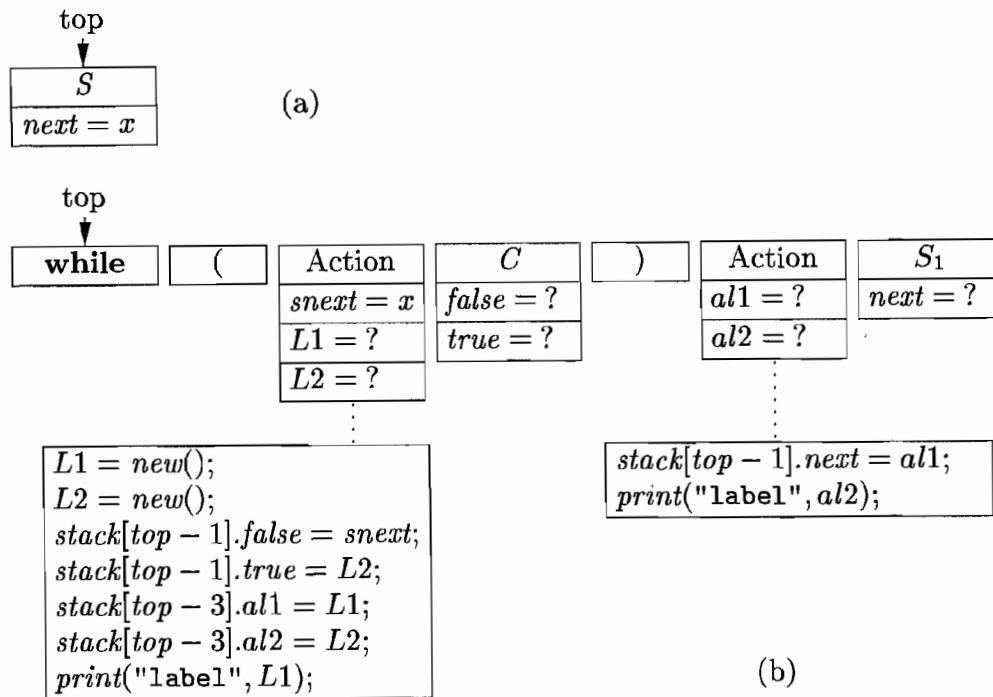 top
S
next = x
(a)
top
while ( Action C ) Action S1
snext = x false = ? al1 = ? next = ?
L1 = ? true = ? al2 = ?
L2 = ?
L1 = new();
L2 = new();
stack[top − 1].false = snext;
stack[top − 1].true = L2;
stack[top − 3].al1 = L1;
stack[top − 3].al2 = L2;
print("label", L1);
stack[top − 1].next = al1;
print("label", al2);
(b)